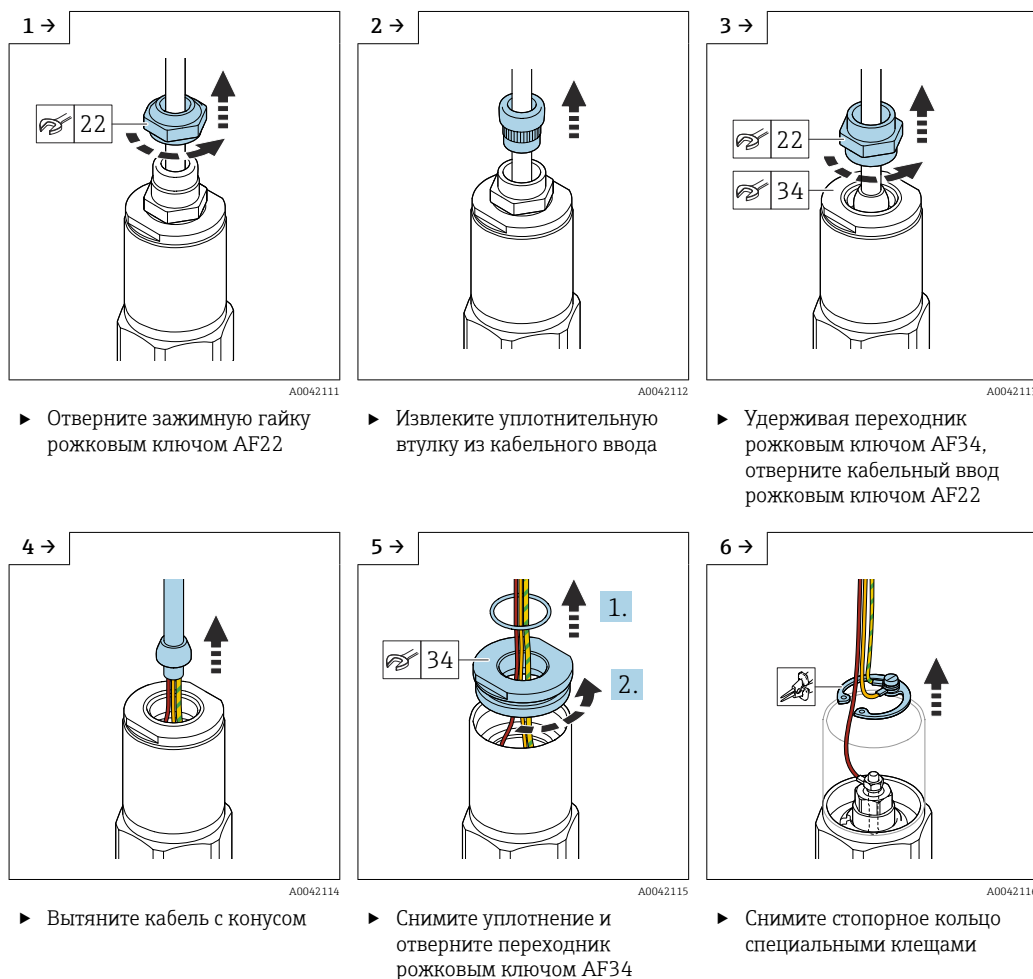 1 →
22
A0042111
▶ Отверните зажимную гайку
рожковым ключом AF22
2 →
A0042112
▶ Извлеките уплотнительную
втулку из кабельного ввода
3 →
22
34
▶ Удерживая переходник
рожковым ключом AF34,
отверните кабельный ввод
рожковым ключом AF22
4 →
A0042114
▶ Вытяните кабель с конусом
5 →
1.
34
2.
A0042115
▶ Снимите уплотнение и
отверните переходник
рожковым ключом AF34
6 →
▶ Снимите стопорное кольцо
специальными клещами